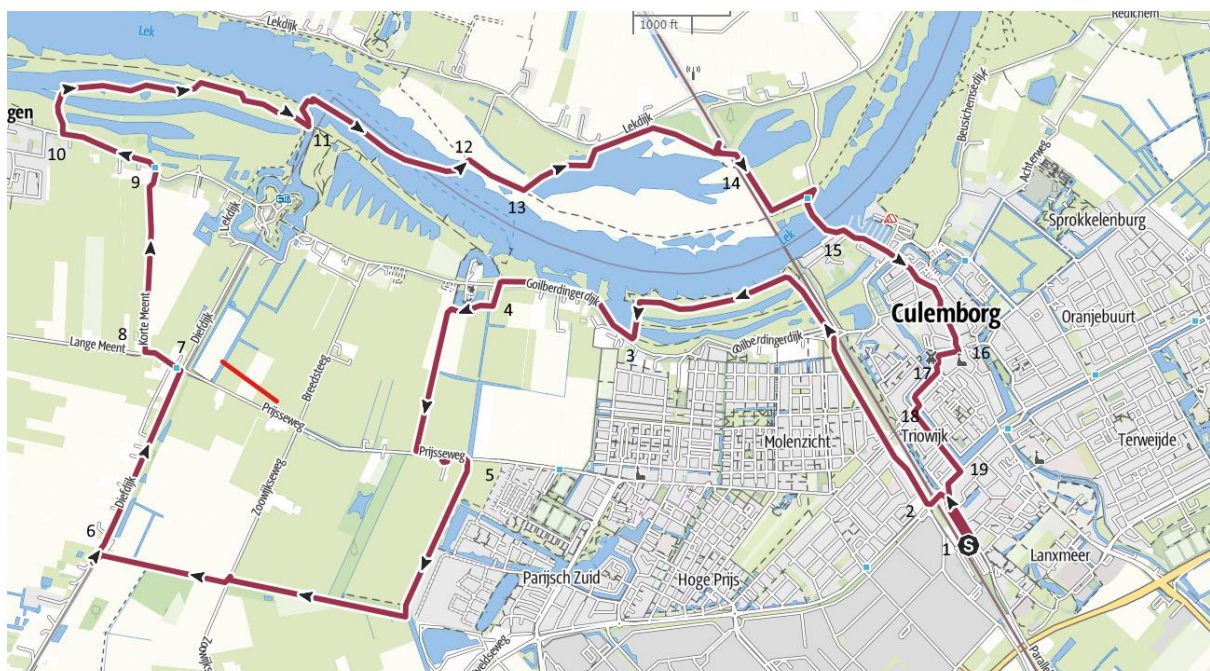 Redichem
Lek
Lekdijk
1000 ft
gen
11
Lekdijk
Beusichemsedijk
Achterweg
10
9
12
13
14
Sprokkelenburg
Lekdijk
Lek
15
Goilberdingerdijk
4
Culemborg
Oranjebuurt
Korte Meent
8
Lange Meent
7
Diefdijk
3
Goilberdingerdijk
16
17
Breedsteeg
Prijsseweg
18
Triowijk
Molenzicht
Terweijde
Prijsseweg
5
19
Diefdijk
Zoowijkseweg
2
6
1
S
Lanxmeer
Parijsch Zuid
Hoge Prijs